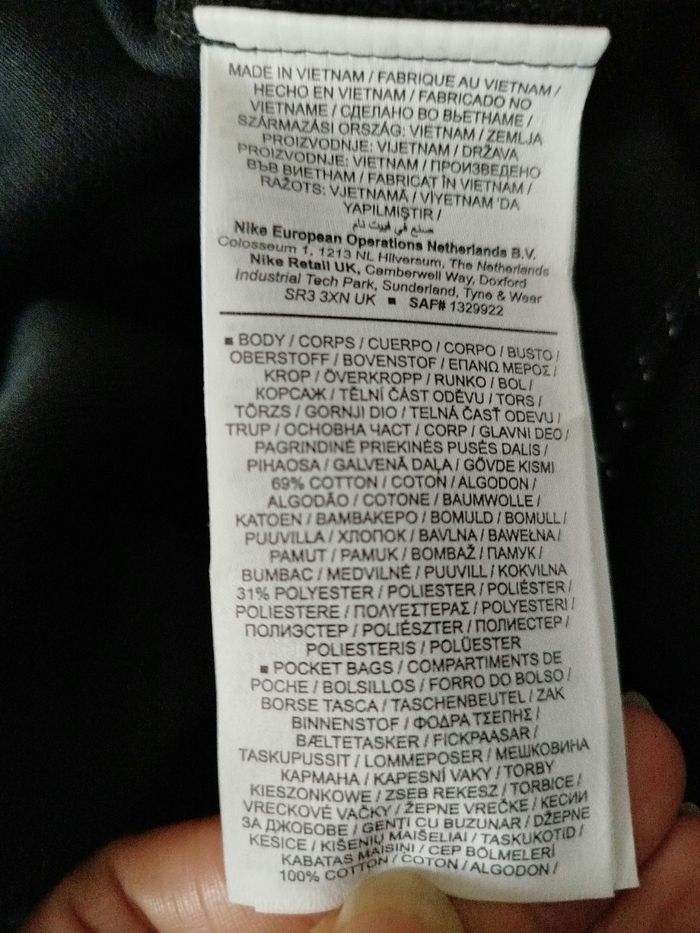 MADE IN VIETNAM / FABRIQUE AU VIETNAM /
HECHO EN VIETNAM / FABRICADO NO
VIETNAME / СДЕЛАНО ВО ВЬЕТНАМЕ /
SZÁRMAZÁSI ORSZÁG: VIETNAM / ZEMLJA
PROIZVODNJE: VIJETNAM / DRŽAVA
PROIZVODNJE: VIETNAM / ПРОИЗВЕДЕНО
ВЪВ ВИЕТНАМ / FABRICAT ÎN VIETNAM /
RAŽOTS: VJETNAMĀ / VİYETNAM 'DA
YAPILMIŞTIR /
صنع في فييت نام
Nike European Operations Netherlands B.V.
Colosseum 1, 1213 NL Hilversum, The Netherlands
Nike Retail UK, Camberwell Way, Doxford
Industrial Tech Park, Sunderland, Tyne & Wear
SR3 3XN UK ■ SAF# 1329922
■ BODY / CORPS / CUERPO / CORPO / BUSTO /
OBERSTOFF / BOVENSTOF / ΕΠΑΝΩ ΜΕΡΟΣ /
KROP / ÖVERKROPP / RUNKO / BOL /
КОРСАЖ / TĚLNÍ ČÁST ODĚVU / TORS /
TÖRZS / GORNJI DIO / TELNÁ ČASŤ ODEVU /
TRUP / ОСНОВНА ЧАСТ / CORP / GLAVNI DEO /
PAGRINDINĖ PRIEKINĖS PUSĖS DALIS /
PIHAOSA / GALVENĀ DAĻA / GÖVDE KISMI
69% COTTON / COTON / ALGODON /
ALGODÃO / COTONE / BAUMWOLLE /
KATOEN / ΒΑΜΒΑΚΕΡΟ / BOMULD / BOMULL /
PUUVILLA / ХЛОПОК / BAVLNA / BAWEŁNA /
PAMUT / PAMUK / BOMBAŽ / ПАМУК /
BUMBAC / MEDVILNĖ / PUUVILL / KOKVILNA
31% POLYESTER / POLIESTER / POLIÉSTER /
POLIESTERE / ΠΟΛΥΕΣΤΕΡΑΣ / POLYESTERI /
ПОЛИЭСТЕР / POLIÉSZTER / ПОЛИЕСТЕР /
POLIESTERIS / POLÜESTER
■ POCKET BAGS / COMPARTIMENTS DE
POCHE / BOLSILLOS / FORRO DO BOLSO /
BORSE TASCA / TASCHENBEUTEL / ZAK
BINNENSTOF / ΦΟΔΡΑ ΤΣΕΠΗΣ /
BÆLTETASKER / FICKPAASAR /
TASKUPUSSIT / LOMMEPOSER / МЕШКОВИНА
КАРМАНА / KAPESNÍ VAKY / TORBY
KIESZONKOWE / ZSEB REKESZ / TORBICE /
VRECKOVÉ VAČKY / ŽEPNE VREČKE / КЕСИИ
ЗА ДЖОБОВЕ / GENŢI CU BUZUNAR / DŽEPNE
KESICE / KIŠENIŲ MAIŠELIAI / TASKUKOTID /
KABATAS MAISIŅI / CEP BÖLMELERİ
100% COTTON / COTON / ALGODON /